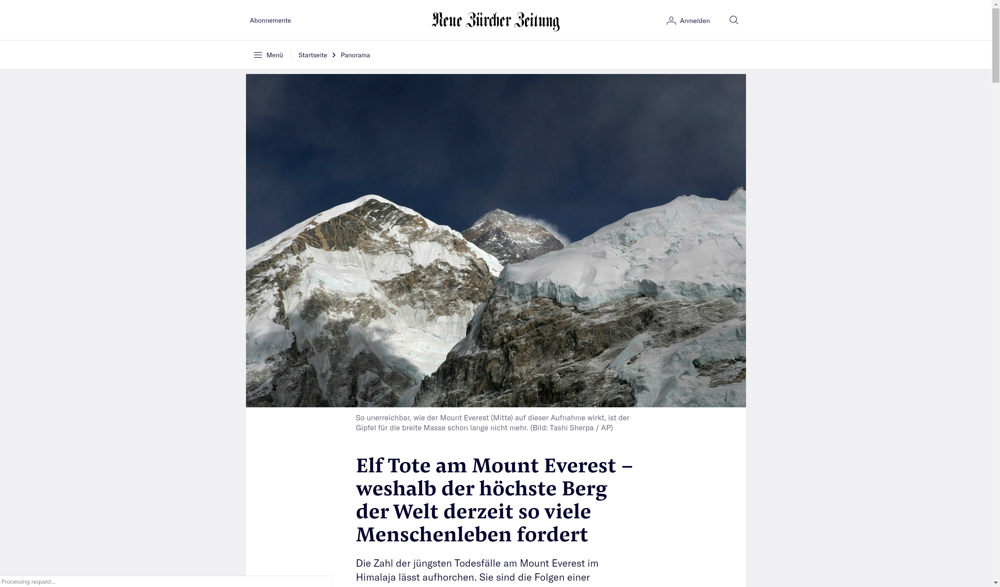 Abonnemente
Neue Zürcher Zeitung
Anmelden
Menü
Startseite
Panorama
So unerreichbar, wie der Mount Everest (Mitte) auf dieser Aufnahme wirkt, ist der
Gipfel für die breite Masse schon lange nicht mehr. (Bild: Tashi Sherpa / AP)
Elf Tote am Mount Everest –
weshalb der höchste Berg
der Welt derzeit so viele
Menschenleben fordert
Die Zahl der jüngsten Todesfälle am Mount Everest im
Himalaja lässt aufhorchen. Sie sind die Folgen einer
Processing request...